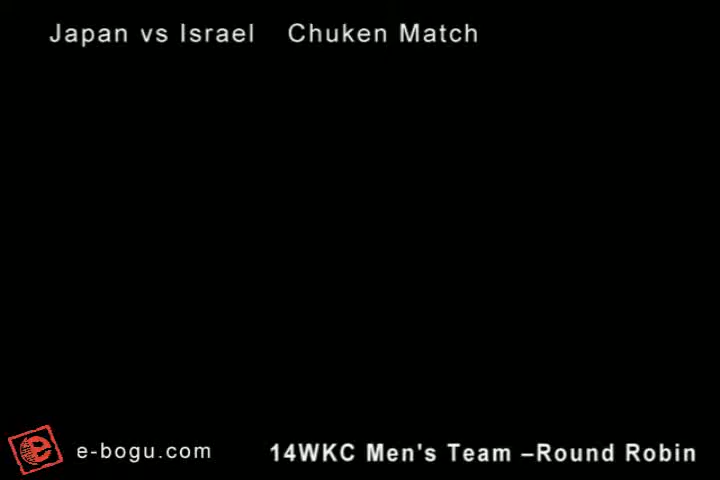 Japan vs Israel Chuken Match
e-bogu.com
14WKC Men's Team –Round Robin